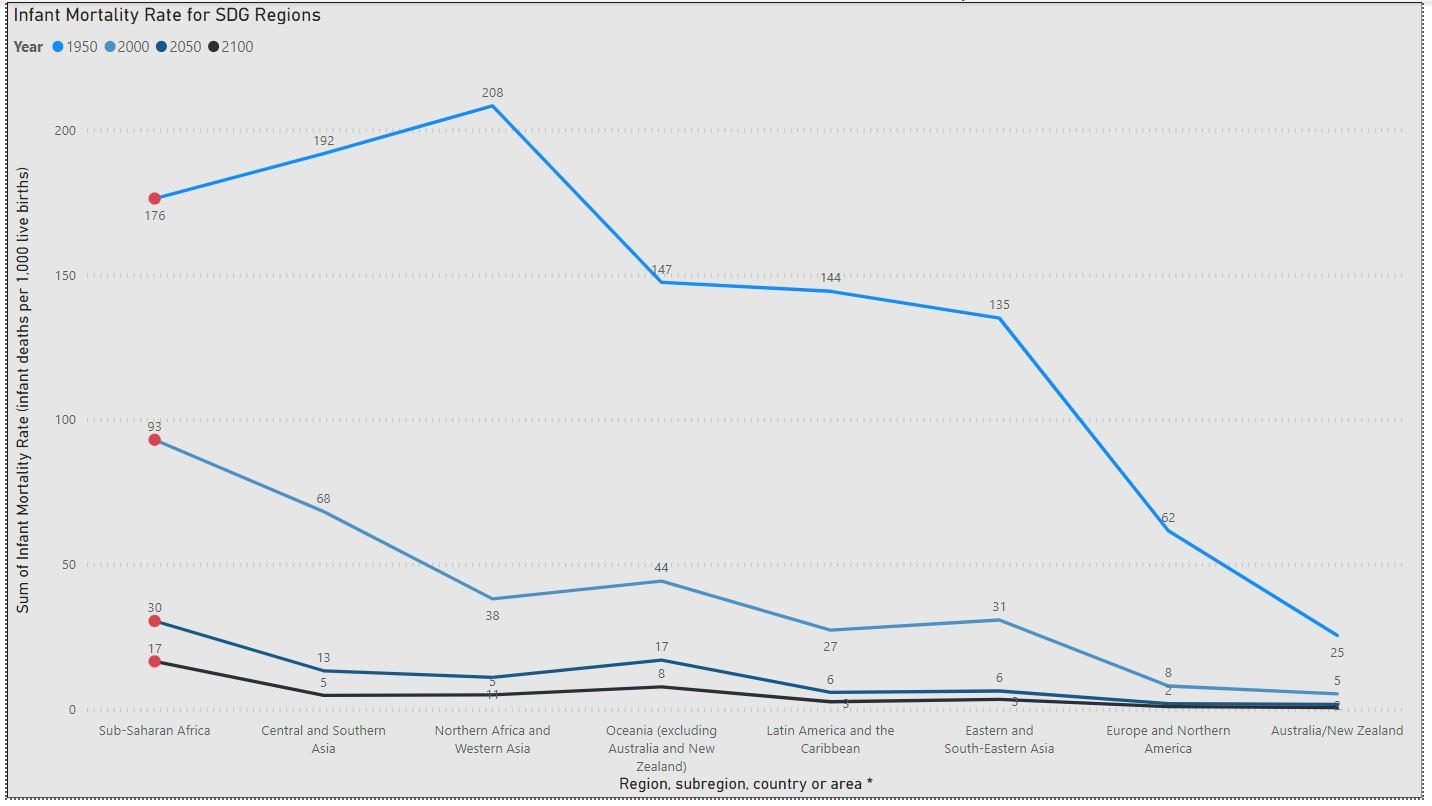 Infant Mortality Rate for SDG Regions
Year 1950 2000 2050 2100
Sum of Infant Mortality Rate (infant deaths per 1,000 live births)
208
200
192
176
150
147
144
135
100
93
68
62
50
44
38
31
27
25
30
17
13
5
5
11
17
8
6
3
6
3
8
2
5
0
Sub-Saharan Africa
Central and Southern
Asia
Northern Africa and
Western Asia
Oceania (excluding
Australia and New
Zealand)
Latin America and the
Caribbean
Eastern and
South-Eastern Asia
Europe and Northern
America
Australia/New Zealand
Region, subregion, country or area *